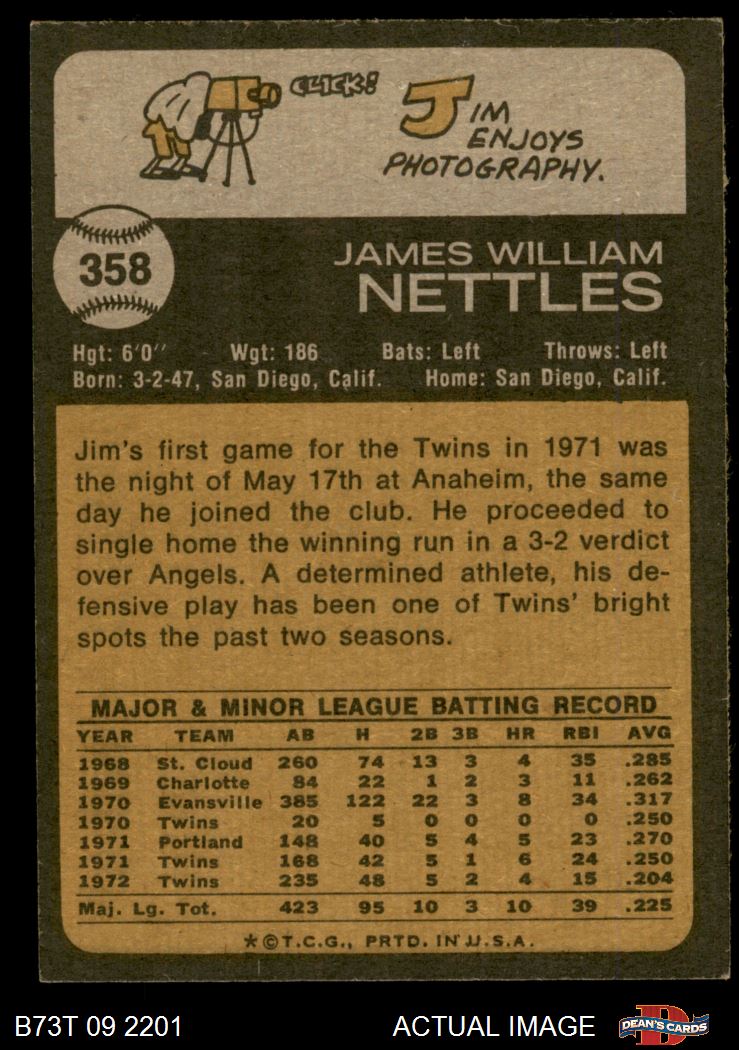 CLICK!
JIM
ENJOYS
PHOTOGRAPHY.
358
JAMES WILLIAM
NETTLES
Hgt: 6'0'' Wgt: 186 Bats: Left Throws: Left
Born: 3-2-47, San Diego, Calif. Home: San Diego, Calif.
Jim's first game for the Twins in 1971 was
the night of May 17th at Anaheim, the same
day he joined the club. He proceeded to
single home the winning run in a 3-2 verdict
over Angels. A determined athlete, his de-
fensive play has been one of Twins' bright
spots the past two seasons.
MAJOR & MINOR LEAGUE BATTING RECORD
YEAR TEAM AB H 2B 3B HR RBI AVG
1968 St. Cloud 260 74 13 3 4 35 .285
1969 Charlotte 84 22 1 2 3 11 .262
1970 Evansville 385 122 22 3 8 34 .317
1970 Twins 20 5 0 0 0 0 .250
1971 Portland 148 40 5 4 5 23 .270
1971 Twins 168 42 5 1 6 24 .250
1972 Twins 235 48 5 2 4 15 .204
Maj. Lg. Tot. 423 95 10 3 10 39 .225
*©T.C.G., PRTD. IN U.S.A.
B73T 09 2201 ACTUAL IMAGE
D
DEAN'S CARDS